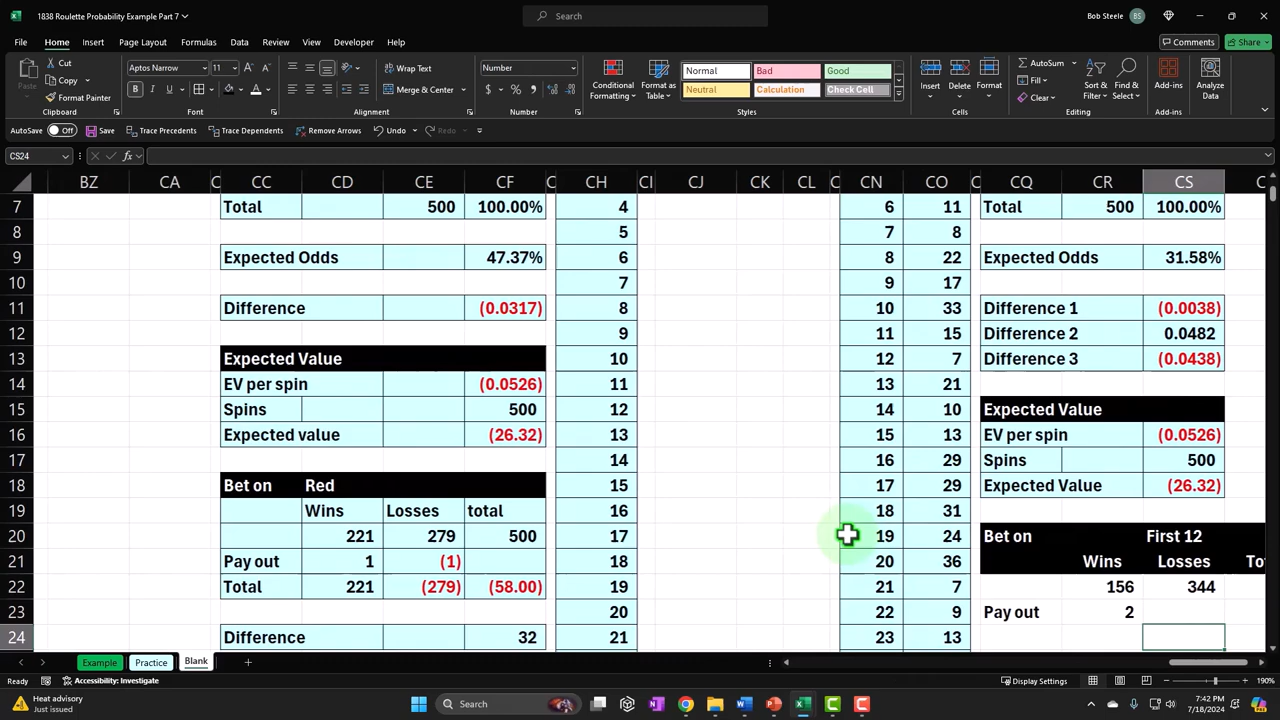 1838 Roulette Probability Example Part 7
Search
Bob Steele BS
File Home Insert Page Layout Formulas Data Review View Developer Help
Comments Share
Paste Cut Copy Format Painter
Clipboard
Aptos Narrow 11
B I U
Font
Wrap Text
Merge & Center
Alignment
Number
$ % ,
Number
Conditional Formatting Format as Table
Normal Bad Good
Neutral Calculation Check Cell
Styles
Insert Delete Format
Cells
AutoSum
Fill
Clear
Sort & Filter Find & Select
Editing
Add-ins
Add-ins
Analyze Data
AutoSave Off Save Trace Precedents Trace Dependents Remove Arrows Undo Redo
CS24 fx
BZ CA C CC CD CE CF C CH CI CJ CK CL C CN CO C CQ CR CS C
7 Total 500 100.00% 4 6 11 Total 500 100.00%
8 5 7 8
9 Expected Odds 47.37% 6 8 22 Expected Odds 31.58%
10 7 9 17
11 Difference (0.0317) 8 10 33 Difference 1 (0.0038)
12 9 11 15 Difference 2 0.0482
13 Expected Value 10 12 7 Difference 3 (0.0438)
14 EV per spin (0.0526) 11 13 21
15 Spins 500 12 14 10 Expected Value
16 Expected value (26.32) 13 15 13 EV per spin (0.0526)
17 14 16 29 Spins 500
18 Bet on Red 15 17 29 Expected Value (26.32)
19 Wins Losses total 16 18 31
20 221 279 500 17 19 24 Bet on First 12
21 Pay out 1 (1) 18 20 36 Wins Losses To
22 Total 221 (279) (58.00) 19 21 7 156 344
23 20 22 9 Pay out 2
24 Difference 32 21 23 13
Example Practice Blank +
Ready Accessibility: Investigate Display Settings 190%
Heat advisory
Just issued
Search
7:42 PM
7/18/2024